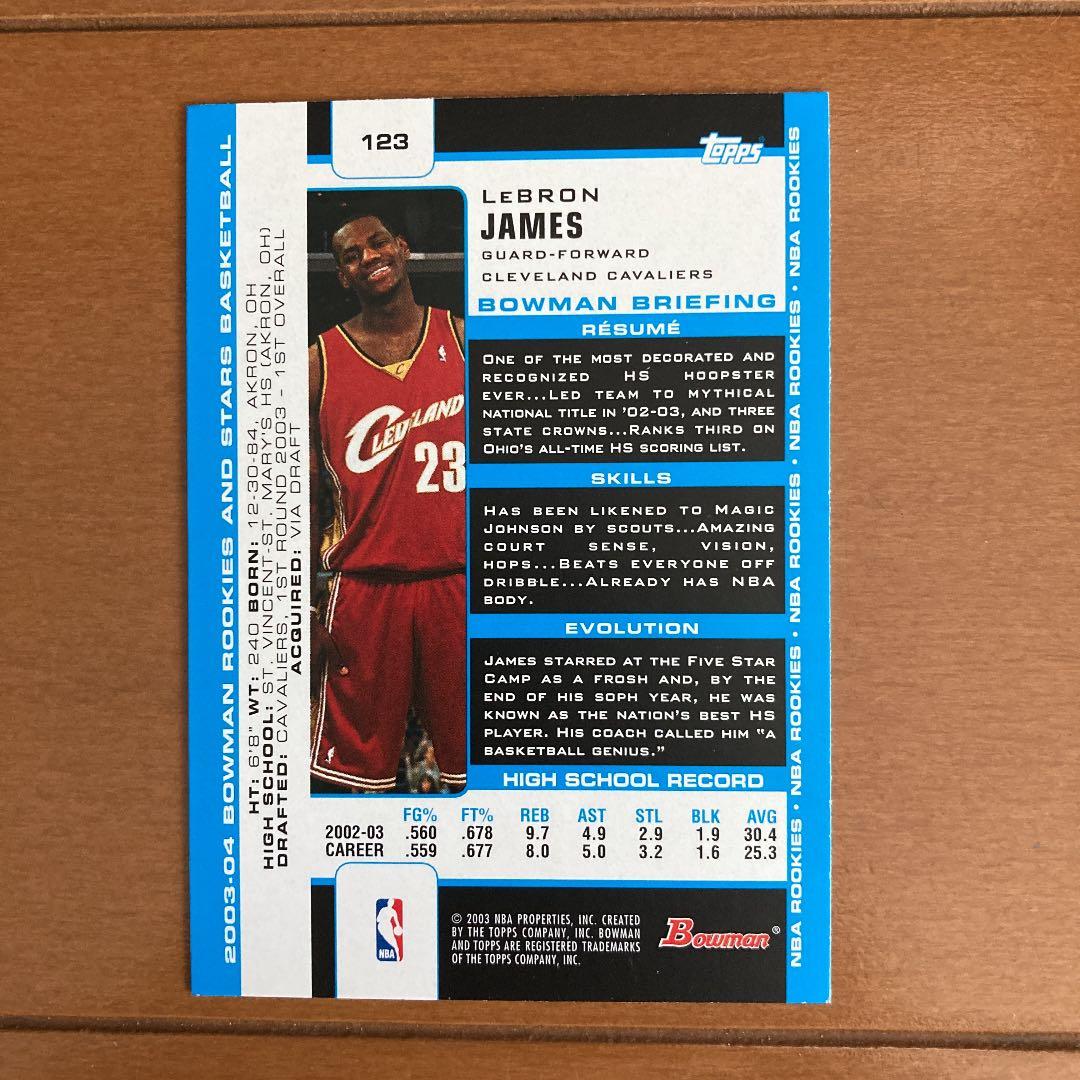 123
topps
LeBRON
JAMES
GUARD-FORWARD
CLEVELAND CAVALIERS
BOWMAN BRIEFING
RÉSUMÉ
ONE OF THE MOST DECORATED AND
RECOGNIZED HS HOOPSTER
EVER...LED TEAM TO MYTHICAL
NATIONAL TITLE IN '02-03, AND THREE
STATE CROWNS...RANKS THIRD ON
OHIO'S ALL-TIME HS SCORING LIST.
SKILLS
HAS BEEN LIKENED TO MAGIC
JOHNSON BY SCOUTS...AMAZING
COURT SENSE, VISION,
HOPS...BEATS EVERYONE OFF
DRIBBLE...ALREADY HAS NBA
BODY.
EVOLUTION
JAMES STARRED AT THE FIVE STAR
CAMP AS A FROSH AND, BY THE
END OF HIS SOPH YEAR, HE WAS
KNOWN AS THE NATION'S BEST HS
PLAYER. HIS COACH CALLED HIM "A
BASKETBALL GENIUS."
HIGH SCHOOL RECORD
FG% FT% REB AST STL BLK AVG
2002-03 .560 .678 9.7 4.9 2.9 1.9 30.4
CAREER .559 .677 8.0 5.0 3.2 1.6 25.3
C
CLEVELAND
23
2003-04 BOWMAN ROOKIES AND STARS BASKETBALL
HT: 6'8" WT: 240 BORN: 12-30-84, AKRON, OH
HIGH SCHOOL: ST. VINCENT-ST. MARY'S HS (AKRON, OH)
DRAFTED: CAVALIERS, 1ST ROUND 2003 - 1ST OVERALL
ACQUIRED: VIA DRAFT
NBA ROOKIES • NBA ROOKIES • NBA ROOKIES • NBA ROOKIES • NBA ROOKIES
NBA
© 2003 NBA PROPERTIES, INC. CREATED
BY THE TOPPS COMPANY, INC. BOWMAN
AND TOPPS ARE REGISTERED TRADEMARKS
OF THE TOPPS COMPANY, INC.
Bowman®